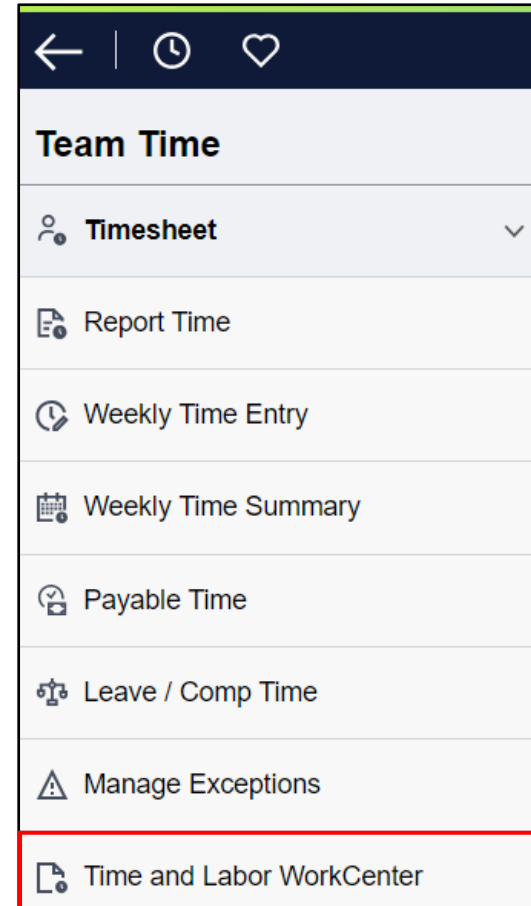 Team Time
Timesheet
Report Time
Weekly Time Entry
Weekly Time Summary
Payable Time
Leave / Comp Time
Manage Exceptions
Time and Labor WorkCenter